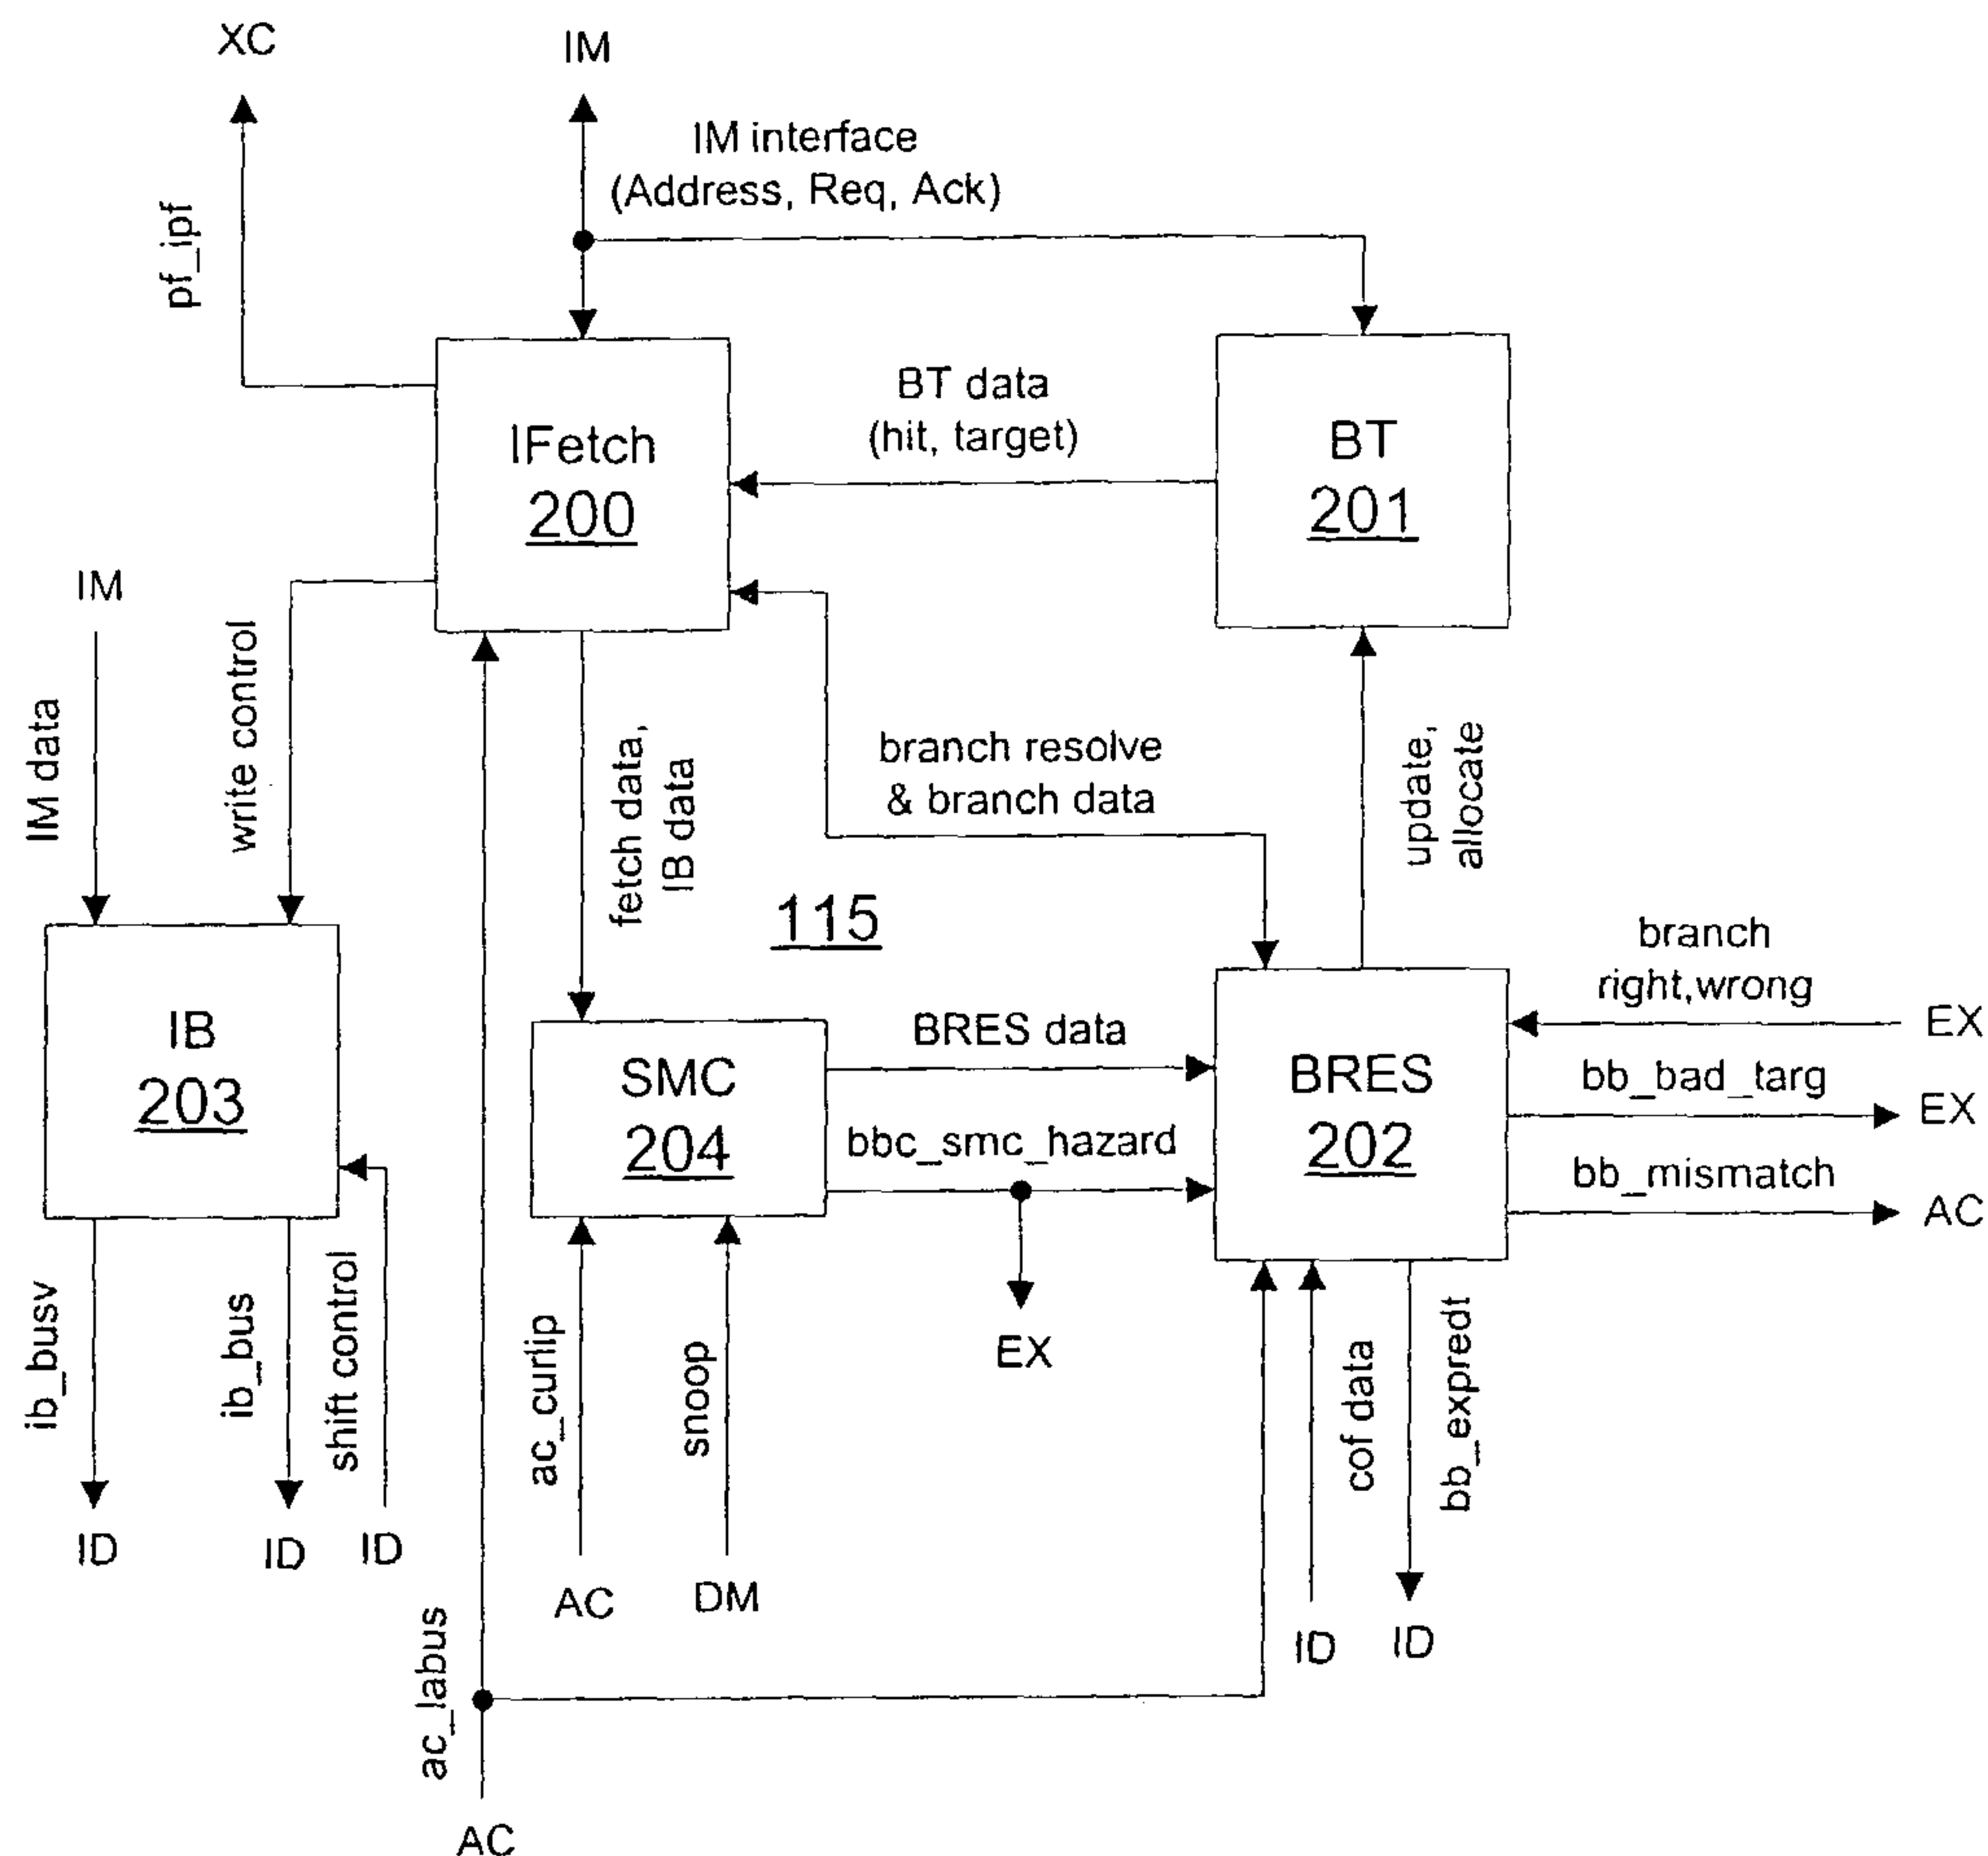 XC
IM
IM interface
(Address, Req, Ack)
pf_ipf
IFetch
200
BT data
(hit, target)
BT
201
IM
IM data
write control
fetch data,
IB data
branch resolve
& branch data
update,
allocate
115
IB
203
SMC
204
BRES data
bbc_smc_hazard
EX
BRES
202
branch
right,wrong
EX
bb_bad_targ
EX
bb_mismatch
AC
ib_busv
ID
ib_bus
ID
shift control
ID
ac_curlip
AC
snoop
DM
cof data
ID
bb_expredt
ID
ac_labus
AC